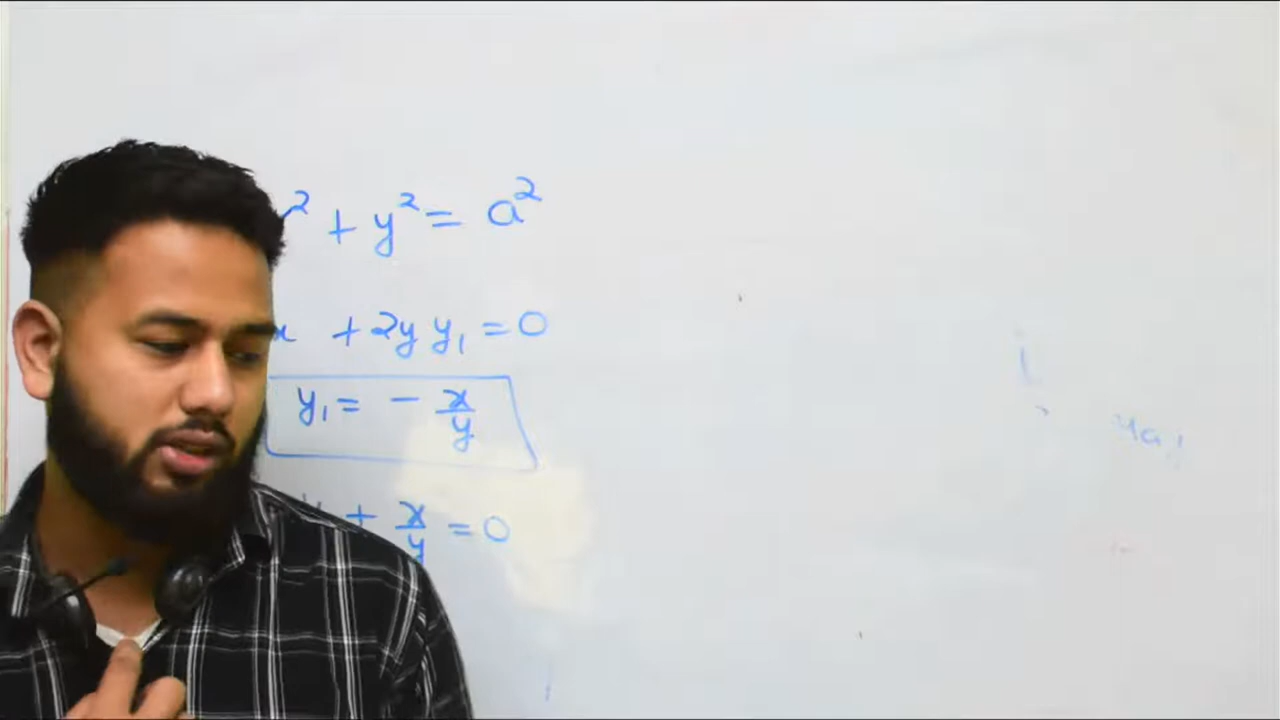 ² + y² = a²
x + 2y y₁ = 0
y₁ = - x/y
+ x/y = 0